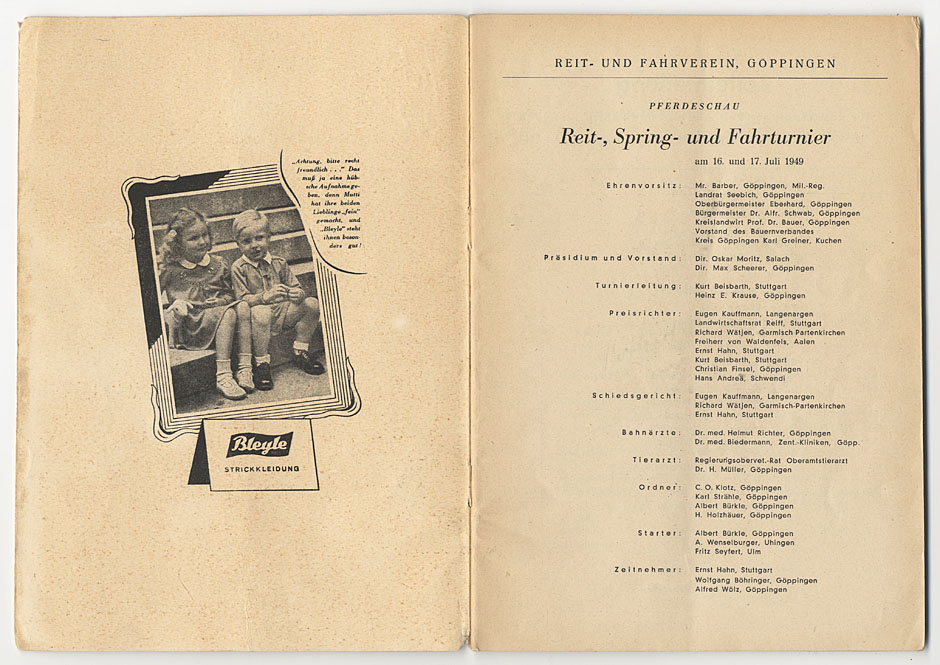 „Achtung, bitte recht
freundlich . . .“ Das
muß ja eine hüb-
sche Aufnahme ge-
ben, denn Mutti
hat ihre beiden
Lieblinge „fein“
gemacht, und
„Bleyle“ steht
ihnen beson-
ders gut!
Bleyle
STRICKKLEIDUNG
REIT- UND FAHRVEREIN, GÖPPINGEN
PFERDESCHAU
Reit-, Spring- und Fahrturnier
am 16. und 17. Juli 1949
Ehrenvorsitz: Mr. Barber, Göppingen, Mil.-Reg.
Landrat Seebich, Göppingen
Oberbürgermeister Eberhard, Göppingen
Bürgermeister Dr. Alfr. Schwab, Göppingen
Kreislandwirt Prof. Dr. Bauer, Göppingen
Vorstand des Bauernverbandes
Kreis Göppingen Karl Greiner, Kuchen
Präsidium und Vorstand: Dir. Oskar Moritz, Salach
Dir. Max Scheerer, Göppingen
Turnierleitung: Kurt Beisbarth, Stuttgart
Heinz E. Krause, Göppingen
Preisrichter: Eugen Kauffmann, Langenargen
Landwirtschaftsrat Reiff, Stuttgart
Richard Wätjen, Garmisch Partenkirchen
Freiherr von Waldenfels, Aalen
Ernst Hahn, Stuttgart
Kurt Beisbarth, Stuttgart
Christian Finsel, Göppingen
Hans Andreä, Schwendi
Schiedsgericht: Eugen Kauffmann, Langenargen
Richard Wätjen, Garmisch-Partenkirchen
Ernst Hahn, Stuttgart
Bahnärzte: Dr. med. Helmut Richter, Göppingen
Dr. med. Biedermann, Zent.-Kliniken, Göpp.
Tierarzt: Regierungsobervet.-Rat Oberamtstierarzt
Dr. H. Müller, Göppingen
Ordner: C. O. Klotz, Göppingen
Karl Strähle, Göppingen
Albert Bürkle, Göppingen
H. Holzhäuer, Göppingen
Starter: Albert Bürkle, Göppingen
A. Wenselburger, Uhingen
Fritz Seyfert, Ulm
Zeitnehmer: Ernst Hahn, Stuttgart
Wolfgang Böhringer, Göppingen
Alfred Wölz, Göppingen